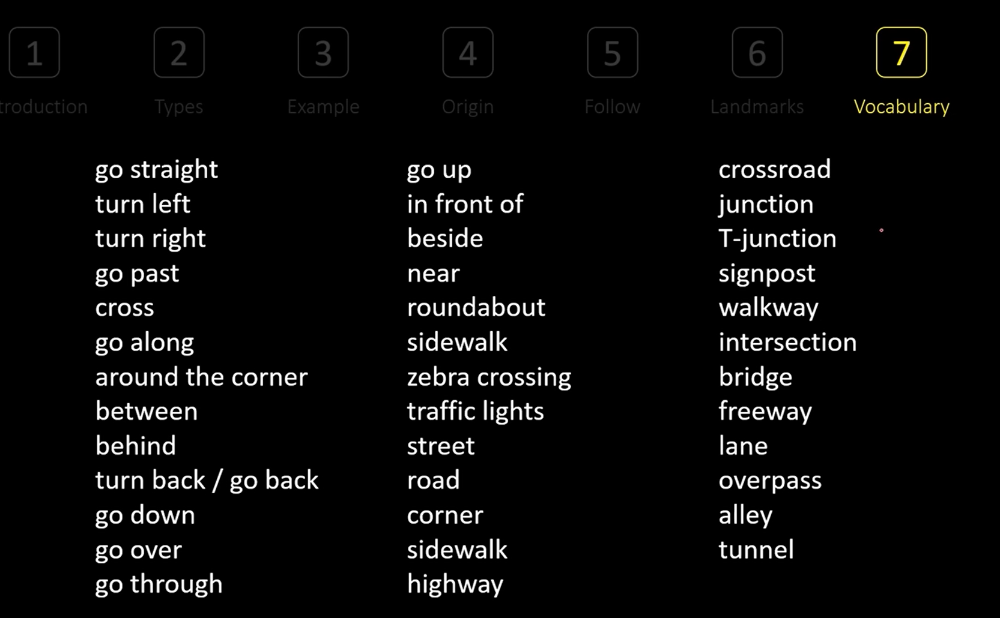 1
2
3
4
5
6
7
troduction
Types
Example
Origin
Follow
Landmarks
Vocabulary
go straight
turn left
turn right
go past
cross
go along
around the corner
between
behind
turn back / go back
go down
go over
go through
go up
in front of
beside
near
roundabout
sidewalk
zebra crossing
traffic lights
street
road
corner
sidewalk
highway
crossroad
junction
T-junction
signpost
walkway
intersection
bridge
freeway
lane
overpass
alley
tunnel